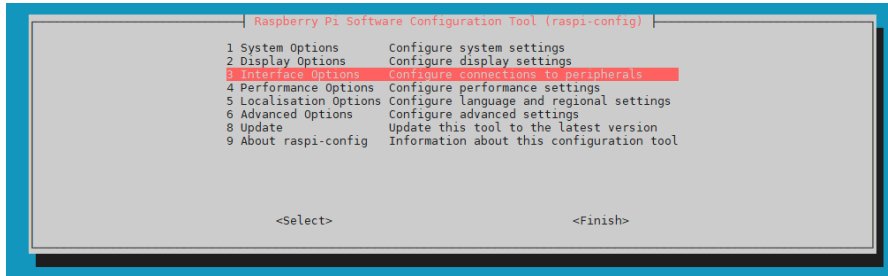 Raspberry Pi Software Configuration Tool (raspi-config)
1 System Options Configure system settings
2 Display Options Configure display settings
3 Interface Options Configure connections to peripherals
4 Performance Options Configure performance settings
5 Localisation Options Configure language and regional settings
6 Advanced Options Configure advanced settings
8 Update Update this tool to the latest version
9 About raspi-config Information about this configuration tool
<Select> <Finish>